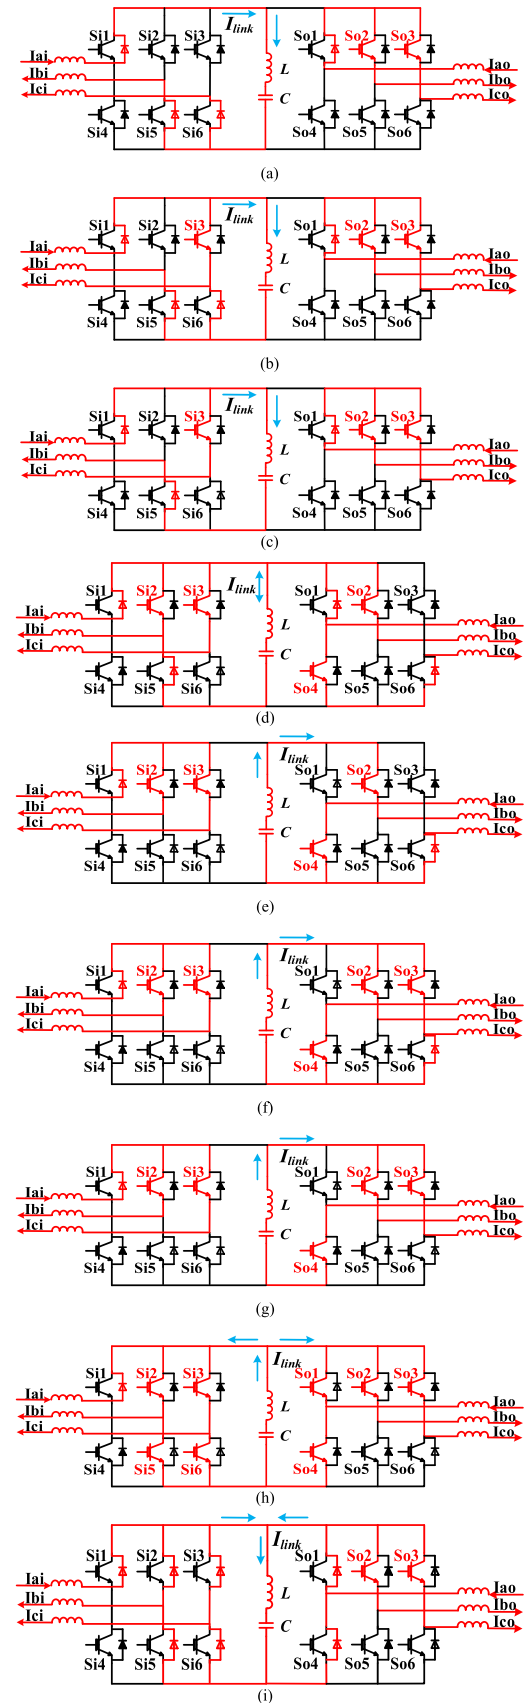 Si1 Si2 Si3 Ilink So1 So2 So3
Iai L Iao
Ibi Ibo
Ici C Ico
Si4 Si5 Si6 So4 So5 So6
(a)
Si1 Si2 Si3 Ilink So1 So2 So3
Iai L Iao
Ibi Ibo
Ici C Ico
Si4 Si5 Si6 So4 So5 So6
(b)
Si1 Si2 Si3 Ilink So1 So2 So3
Iai L Iao
Ibi Ibo
Ici C Ico
Si4 Si5 Si6 So4 So5 So6
(c)
Si1 Si2 Si3 Ilink So1 So2 So3
Iai L Iao
Ibi Ibo
Ici C Ico
Si4 Si5 Si6 So4 So5 So6
(d)
Si1 Si2 Si3 Ilink So1 So2 So3
Iai L Iao
Ibi Ibo
Ici C Ico
Si4 Si5 Si6 So4 So5 So6
(e)
Si1 Si2 Si3 Ilink So1 So2 So3
Iai L Iao
Ibi Ibo
Ici C Ico
Si4 Si5 Si6 So4 So5 So6
(f)
Si1 Si2 Si3 Ilink So1 So2 So3
Iai L Iao
Ibi Ibo
Ici C Ico
Si4 Si5 Si6 So4 So5 So6
(g)
Si1 Si2 Si3 Ilink So1 So2 So3
Iai L Iao
Ibi Ibo
Ici C Ico
Si4 Si5 Si6 So4 So5 So6
(h)
Si1 Si2 Si3 Ilink So1 So2 So3
Iai L Iao
Ibi Ibo
Ici C Ico
Si4 Si5 Si6 So4 So5 So6
(i)